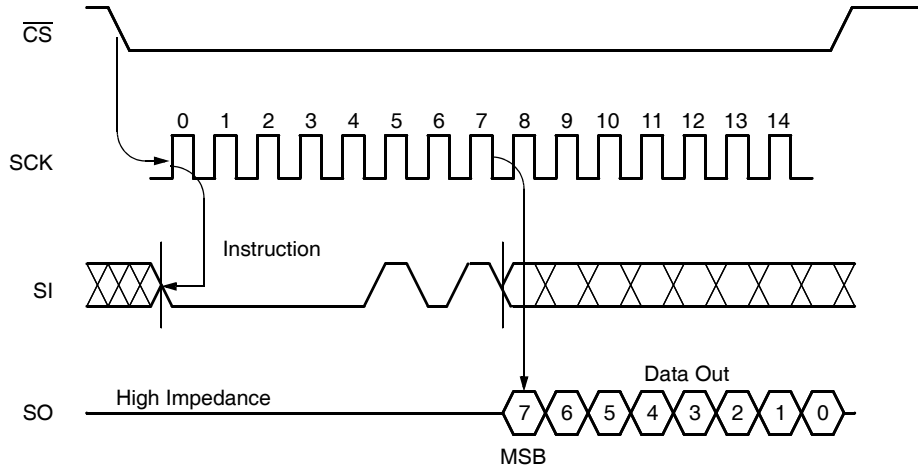 CS
0 1 2 3 4 5 6 7 8 9 10 11 12 13 14
SCK
Instruction
SI
Data Out
High Impedance
SO
7 6 5 4 3 2 1 0
MSB